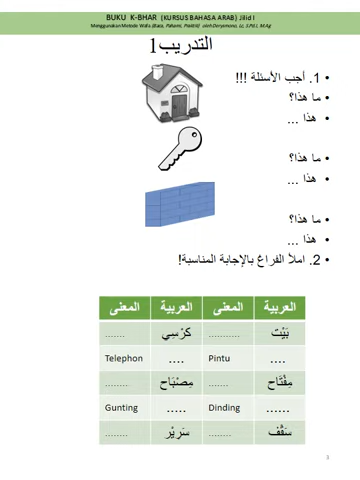 BUKU K-BHAR (KURSUS BAHASA ARAB) Jilid I
Menggunakan Metode Wafa (Baca, Pahami, Praktik) oleh Derymono, Lc, S.Pd.I. M.Ag
التدريب1
• 1. أجب الأسئلة !!!
• ما هذا؟
• هذا ...
• ما هذا؟
• هذا ...
• ما هذا؟
• هذا ...
• 2. املأ الفراغ بالإجابة المناسبة!
العربية المعنى العربية المعنى
بَيْت ........... كُرْسِي .......
.... Pintu .... Telephon
مِفْتَاح ....... مِصْبَاح .........
...... Dinding ..... Gunting
سَقْف ........ سَرِيْر ........
3